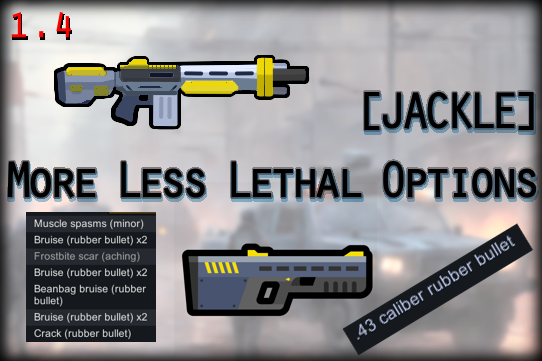 1.4
[JACKLE]
More Less Lethal Options
Muscle spasms (minor)
Bruise (rubber bullet) x2
Frostbite scar (aching)
Bruise (rubber bullet) x2
Beanbag bruise (rubber
bullet)
Bruise (rubber bullet) x2
Crack (rubber bullet)
.43 caliber rubber bullet